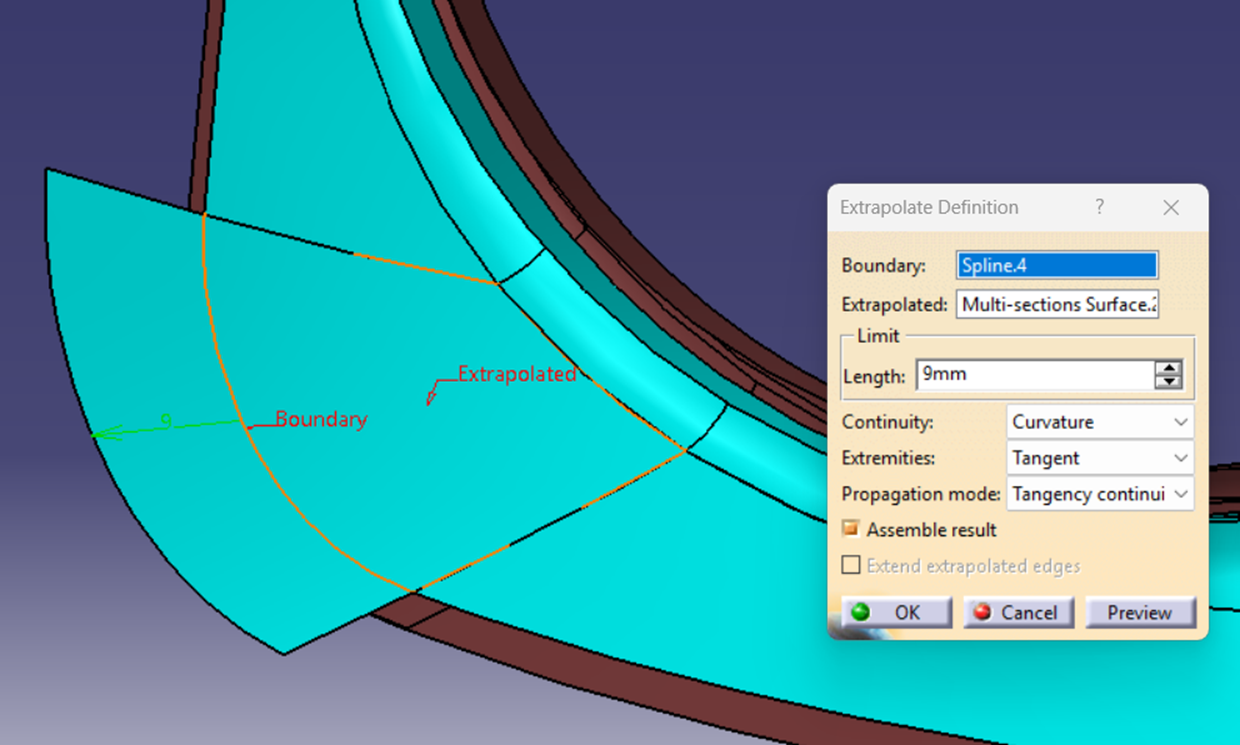 Extrapolate Definition ?
Boundary: Spline.4
Extrapolated: Multi-sections Surface.2
Limit
Length: 9mm
Continuity: Curvature
Extremities: Tangent
Propagation mode: Tangency continui
Assemble result
Extend extrapolated edges
OK Cancel Preview
Extrapolated
Boundary
9